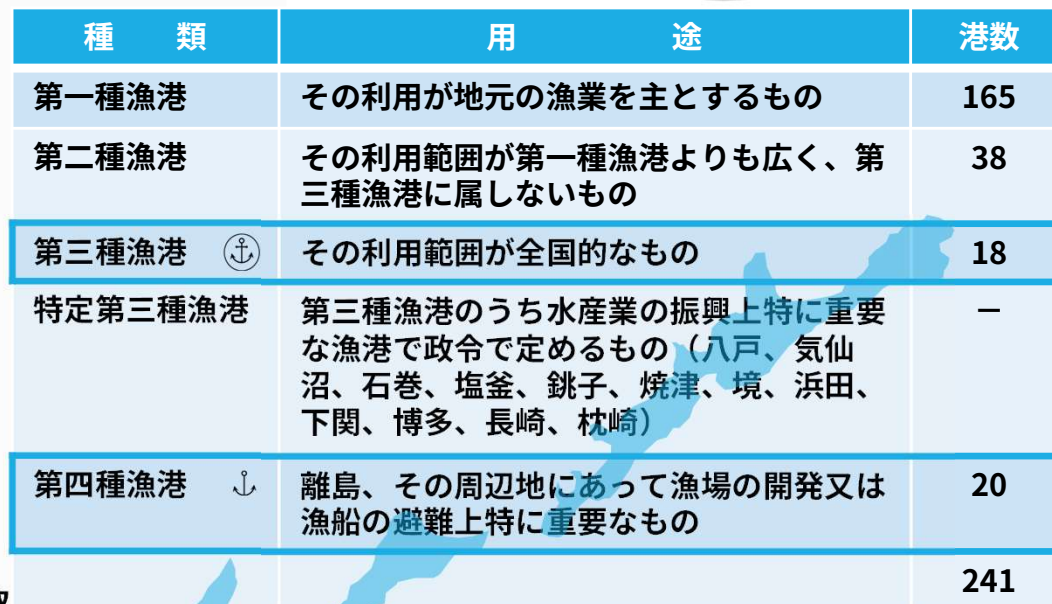 種　類 用　途 港数
第一種漁港 その利用が地元の漁業を主とするもの 165
第二種漁港 その利用範囲が第一種漁港よりも広く、第 38
三種漁港に属しないもの
第三種漁港 その利用範囲が全国的なもの 18
特定第三種漁港 第三種漁港のうち水産業の振興上特に重要 －
な漁港で政令で定めるもの（八戸、気仙
沼、石巻、塩釜、銚子、焼津、境、浜田、
下関、博多、長崎、枕崎）
第四種漁港 離島、その周辺地にあって漁場の開発又は 20
漁船の避難上特に重要なもの
241